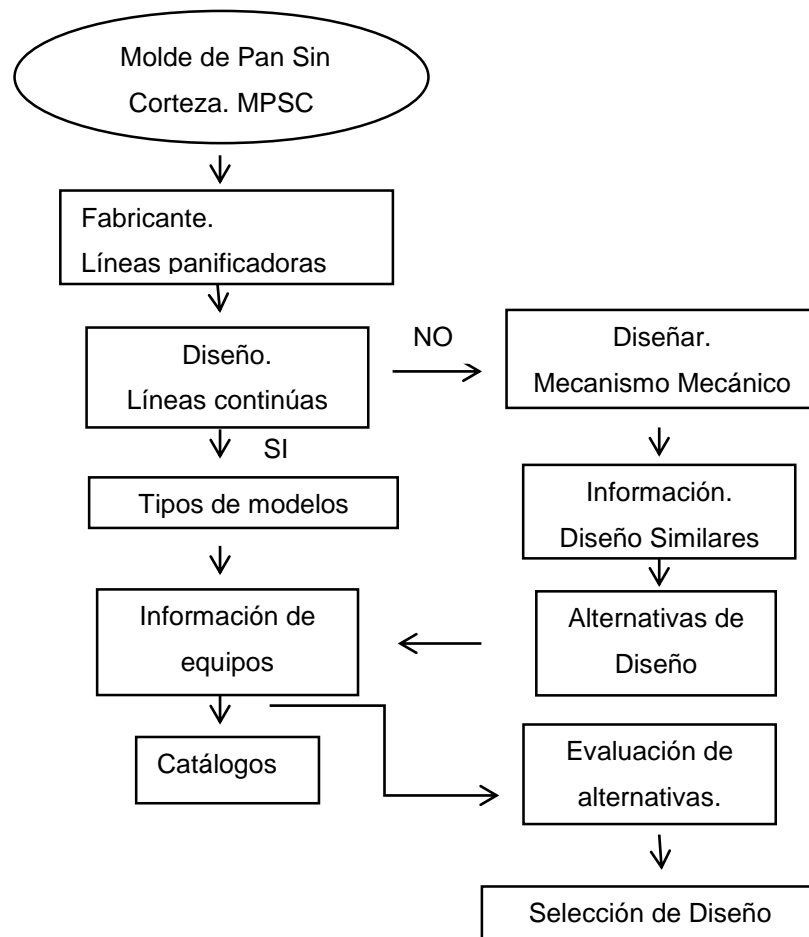 Molde de Pan Sin
Corteza. MPSC
Fabricante.
Líneas panificadoras
Diseño.
Líneas continúas
NO
Diseñar.
Mecanismo Mecánico
SI
Tipos de modelos
Información.
Diseño Similares
Información de
equipos
Alternativas de
Diseño
Catálogos
Evaluación de
alternativas.
Selección de Diseño